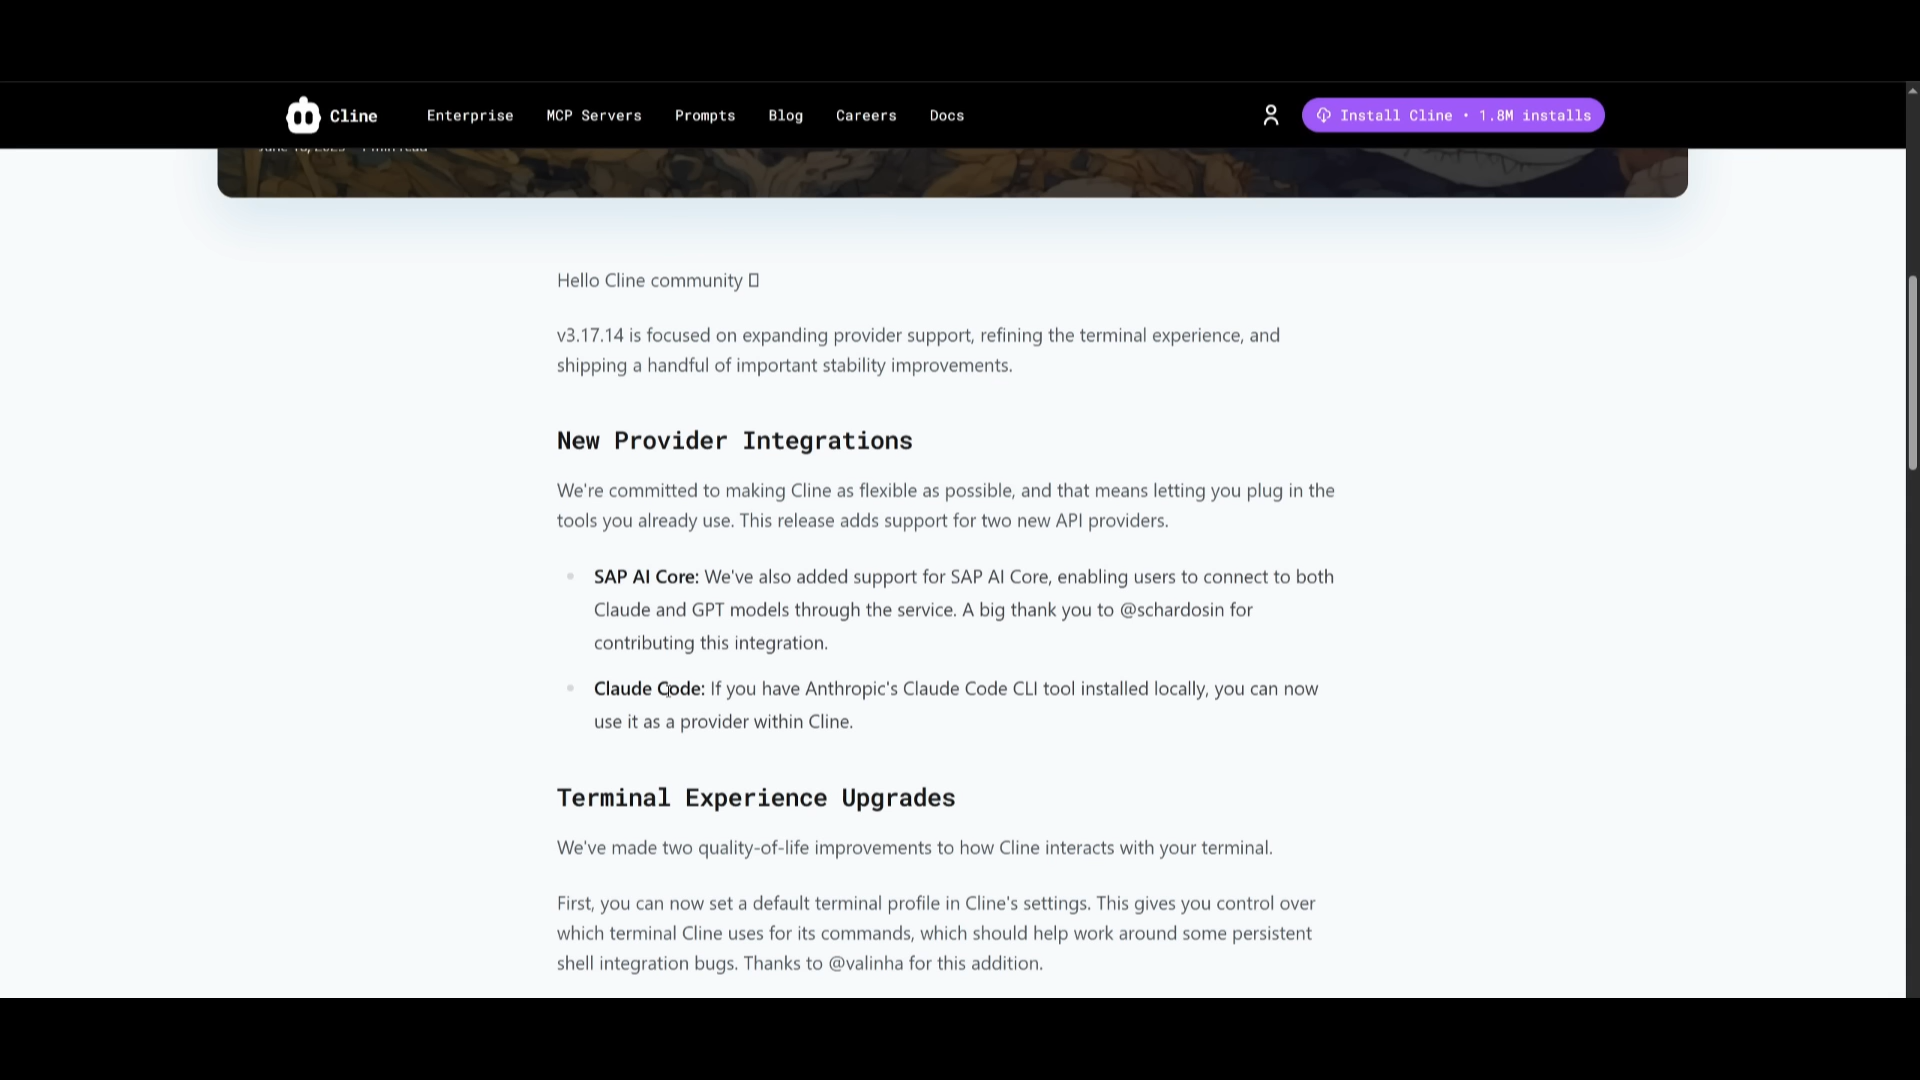 Cline
Enterprise
MCP Servers
Prompts
Blog
Careers
Docs
Install Cline • 1.8M installs
Hello Cline community
v3.17.14 is focused on expanding provider support, refining the terminal experience, and
shipping a handful of important stability improvements.
New Provider Integrations
We're committed to making Cline as flexible as possible, and that means letting you plug in the
tools you already use. This release adds support for two new API providers.
SAP AI Core: We've also added support for SAP AI Core, enabling users to connect to both
Claude and GPT models through the service. A big thank you to @schardosin for
contributing this integration.
Claude Code: If you have Anthropic's Claude Code CLI tool installed locally, you can now
use it as a provider within Cline.
Terminal Experience Upgrades
We've made two quality-of-life improvements to how Cline interacts with your terminal.
First, you can now set a default terminal profile in Cline's settings. This gives you control over
which terminal Cline uses for its commands, which should help work around some persistent
shell integration bugs. Thanks to @valinha for this addition.